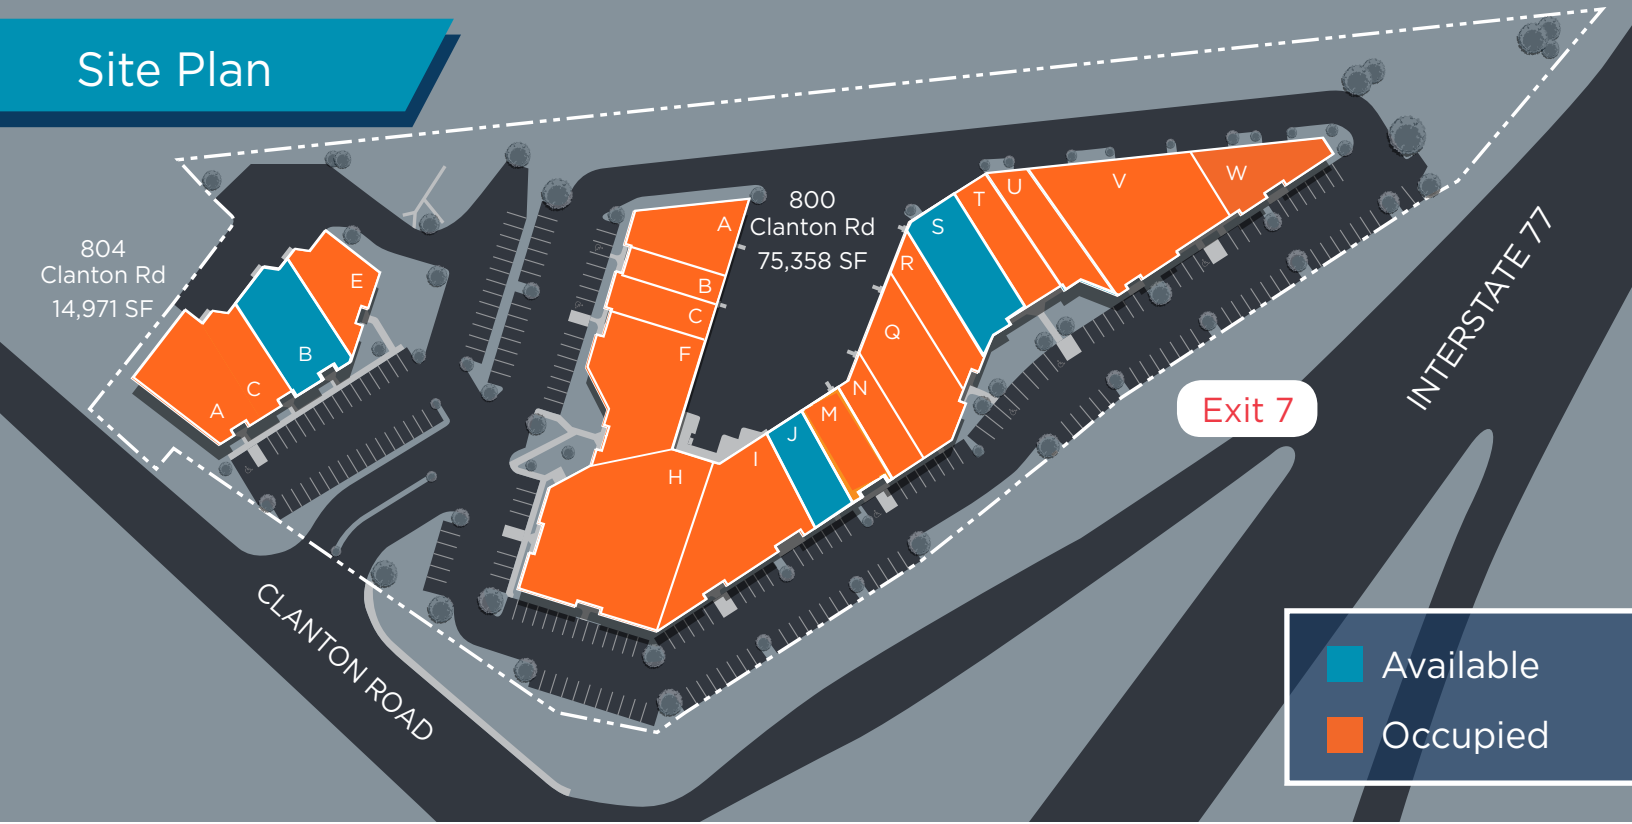 Site Plan
804
Clanton Rd
14,971 SF
E
B
C
A
800
Clanton Rd
75,358 SF
A
B
C
F
H
I
J
M
N
Q
R
S
T
U
V
W
INTERSTATE 77
Exit 7
CLANTON ROAD
Available
Occupied